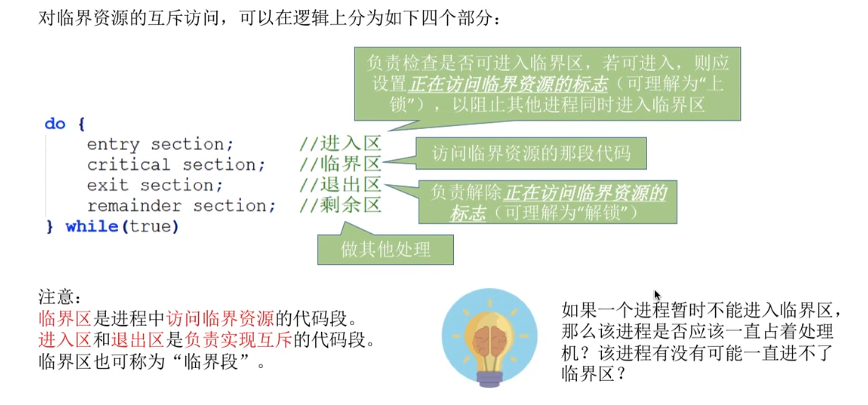 对临界资源的互斥访问，可以在逻辑上分为如下四个部分：
负责检查是否可进入临界区，若可进入，则应
设置正在访问临界资源的标志（可理解为“上
锁”），以阻止其他进程同时进入临界区
do {
entry section; //进入区
critical section; //临界区
访问临界资源的那段代码
exit section; //退出区
负责解除正在访问临界资源的
标志（可理解为“解锁”）
remainder section; //剩余区
} while(true)
做其他处理
注意：
临界区是进程中访问临界资源的代码段。
进入区和退出区是负责实现互斥的代码段。
临界区也可称为“临界段”。
如果一个进程暂时不能进入临界区，
那么该进程是否应该一直占着处理
机？该进程有没有可能一直进不了
临界区？